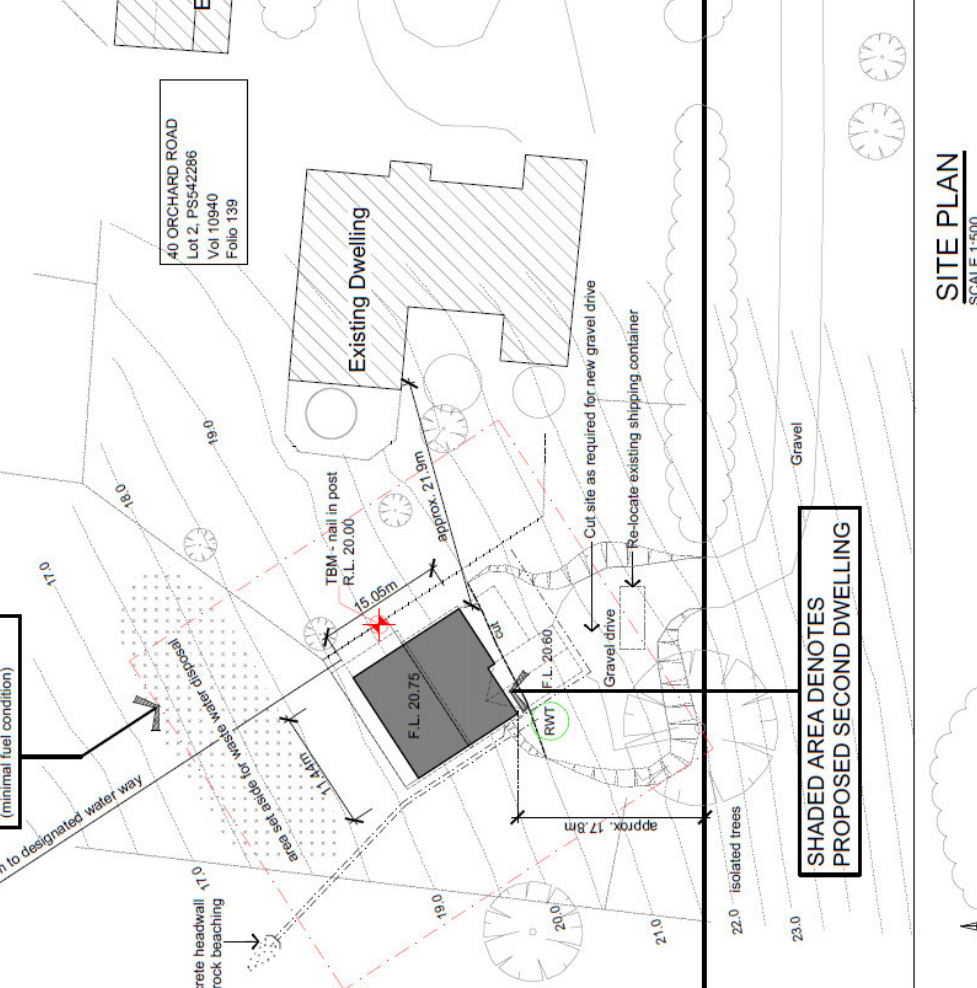 40 ORCHARD ROAD
Lot 2, PS542286
Vol 10940
Folio 139
Existing Dwelling
SITE PLAN
SCALE 1:500
19.0
18.0
17.0
TBM - nail in post
R.L. 20.00
approx. 21.9m
15.05m
Cut site as required for new gravel drive
Re-locate existing shipping container
Gravel
(minimal fuel condition)
area set aside for waste water disposal
F.L. 20.75
cut
F.L. 20.60
Gravel drive
RWT
11.44m
to designated water way
approx. 17.8m
SHADED AREA DENOTES
PROPOSED SECOND DWELLING
isolated trees
17.0
19.0
20.0
21.0
22.0
23.0
headwall
rock beaching